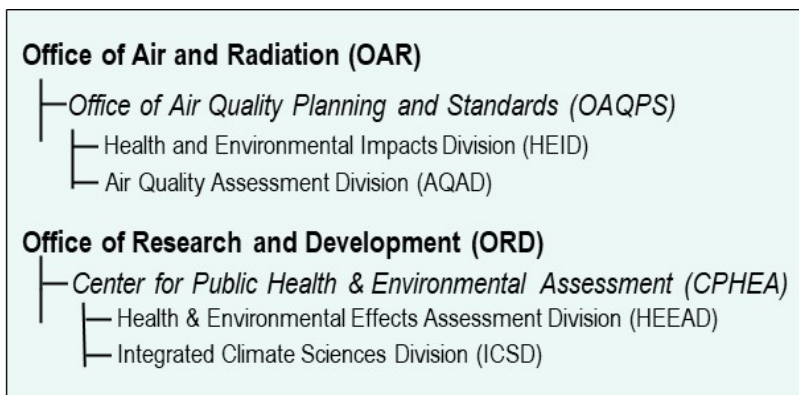 Office of Air and Radiation (OAR)
Office of Air Quality Planning and Standards (OAQPS)
Health and Environmental Impacts Division (HEID)
Air Quality Assessment Division (AQAD)
Office of Research and Development (ORD)
Center for Public Health & Environmental Assessment (CPHEA)
Health & Environmental Effects Assessment Division (HEEAD)
Integrated Climate Sciences Division (ICSD)